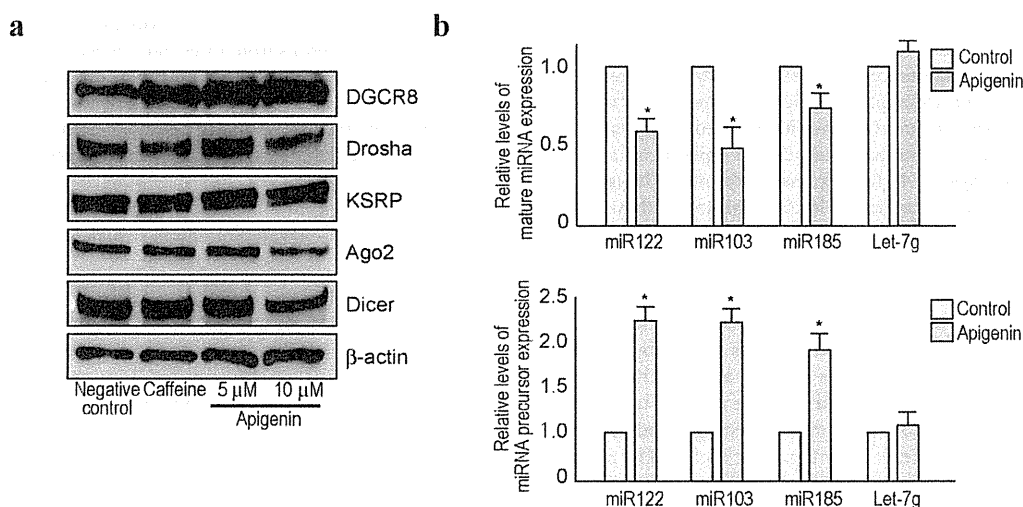 a
DGCR8
Drosha
KSRP
Ago2
Dicer
β-actin
Negative control
Caffeine
5 μM
10 μM
Apigenin
b
Relative levels of
mature miRNA expression
1.0
0.5
0
*
*
*
miR122
miR103
miR185
Let-7g
Control
Apigenin
Relative levels of
miRNA precursor expression
2.5
2.0
1.5
1.0
0
*
*
*
miR122
miR103
miR185
Let-7g
Control
Apigenin